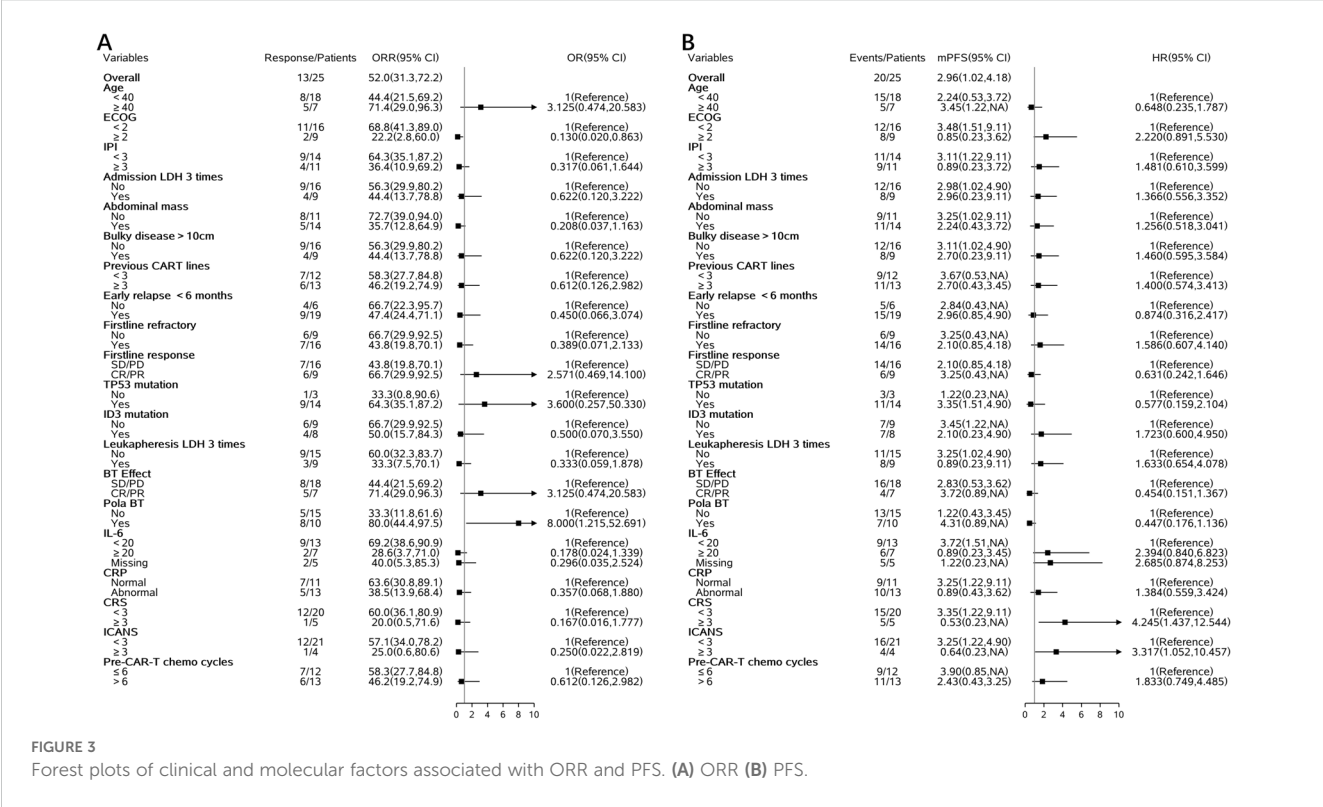 A
Variables Response/Patients ORR(95% CI) OR(95% CI)
Overall 13/25 52.0(31.3,72.2)
Age
< 40 8/18 44.4(21.5,69.2) 1(Reference)
≥ 40 5/7 71.4(29.0,96.3) 3.125(0.474,20.583)
ECOG
< 2 11/16 68.8(41.3,89.0) 1(Reference)
≥ 2 2/9 22.2(2.8,60.0) 0.130(0.020,0.863)
IPI
< 3 9/14 64.3(35.1,87.2) 1(Reference)
≥ 3 4/11 36.4(10.9,69.2) 0.317(0.061,1.644)
Admission LDH 3 times
No 9/16 56.3(29.9,80.2) 1(Reference)
Yes 4/9 44.4(13.7,78.8) 0.622(0.120,3.222)
Abdominal mass
No 8/11 72.7(39.0,94.0) 1(Reference)
Yes 5/14 35.7(12.8,64.9) 0.208(0.037,1.163)
Bulky disease > 10cm
No 9/16 56.3(29.9,80.2) 1(Reference)
Yes 4/9 44.4(13.7,78.8) 0.622(0.120,3.222)
Previous CART lines
< 3 7/12 58.3(27.7,84.8) 1(Reference)
≥ 3 6/13 46.2(19.2,74.9) 0.612(0.126,2.982)
Early relapse < 6 months
No 4/6 66.7(22.3,95.7) 1(Reference)
Yes 9/19 47.4(24.4,71.1) 0.450(0.066,3.074)
Firstline refractory
No 6/9 66.7(29.9,92.5) 1(Reference)
Yes 7/16 43.8(19.8,70.1) 0.389(0.071,2.133)
Firstline response
SD/PD 7/16 43.8(19.8,70.1) 1(Reference)
CR/PR 6/9 66.7(29.9,92.5) 2.571(0.469,14.100)
TP53 mutation
No 1/3 33.3(0.8,90.6) 1(Reference)
Yes 9/14 64.3(35.1,87.2) 3.600(0.257,50.330)
ID3 mutation
No 6/9 66.7(29.9,92.5) 1(Reference)
Yes 4/8 50.0(15.7,84.3) 0.500(0.070,3.550)
Leukapheresis LDH 3 times
No 9/15 60.0(32.3,83.7) 1(Reference)
Yes 3/9 33.3(7.5,70.1) 0.333(0.059,1.878)
BT Effect
SD/PD 8/18 44.4(21.5,69.2) 1(Reference)
CR/PR 5/7 71.4(29.0,96.3) 3.125(0.474,20.583)
Pola BT
No 5/15 33.3(11.8,61.6) 1(Reference)
Yes 8/10 80.0(44.4,97.5) 8.000(1.215,52.691)
IL-6
< 20 9/13 69.2(38.6,90.9) 1(Reference)
≥ 20 2/7 28.6(3.7,71.0) 0.178(0.024,1.339)
Missing 2/5 40.0(5.3,85.3) 0.296(0.035,2.524)
CRP
Normal 7/11 63.6(30.8,89.1) 1(Reference)
Abnormal 5/13 38.5(13.9,68.4) 0.357(0.068,1.880)
CRS
< 3 12/20 60.0(36.1,80.9) 1(Reference)
≥ 3 1/5 20.0(0.5,71.6) 0.167(0.016,1.777)
ICANS
< 3 12/21 57.1(34.0,78.2) 1(Reference)
≥ 3 1/4 25.0(0.6,80.6) 0.250(0.022,2.819)
Pre-CAR-T chemo cycles
≤ 6 7/12 58.3(27.7,84.8) 1(Reference)
> 6 6/13 46.2(19.2,74.9) 0.612(0.126,2.982)
0 2 4 6 8 10
B
Variables Events/Patients mPFS(95% CI) HR(95% CI)
Overall 20/25 2.96(1.02,4.18)
Age
< 40 15/18 2.24(0.53,3.72) 1(Reference)
≥ 40 5/7 3.45(1.22,NA) 0.648(0.235,1.787)
ECOG
< 2 12/16 3.48(1.51,9.11) 1(Reference)
≥ 2 8/9 0.85(0.23,3.62) 2.220(0.891,5.530)
IPI
< 3 11/14 3.11(1.22,9.11) 1(Reference)
≥ 3 9/11 0.89(0.23,3.72) 1.481(0.610,3.599)
Admission LDH 3 times
No 12/16 2.98(1.02,4.90) 1(Reference)
Yes 8/9 2.96(0.23,9.11) 1.366(0.556,3.352)
Abdominal mass
No 9/11 3.25(1.02,9.11) 1(Reference)
Yes 11/14 2.24(0.43,3.72) 1.256(0.518,3.041)
Bulky disease > 10cm
No 12/16 3.11(1.02,4.90) 1(Reference)
Yes 8/9 2.70(0.23,9.11) 1.460(0.595,3.584)
Previous CART lines
< 3 9/12 3.67(0.53,NA) 1(Reference)
≥ 3 11/13 2.70(0.43,3.45) 1.400(0.574,3.413)
Early relapse < 6 months
No 5/6 2.84(0.43,NA) 1(Reference)
Yes 15/19 2.96(0.85,4.90) 0.874(0.316,2.417)
Firstline refractory
No 6/9 3.25(0.43,NA) 1(Reference)
Yes 14/16 2.10(0.85,4.18) 1.586(0.607,4.140)
Firstline response
SD/PD 14/16 2.10(0.85,4.18) 1(Reference)
CR/PR 6/9 3.25(0.43,NA) 0.631(0.242,1.646)
TP53 mutation
No 3/3 1.22(0.23,NA) 1(Reference)
Yes 11/14 3.35(1.51,4.90) 0.577(0.159,2.104)
ID3 mutation
No 7/9 3.45(1.22,NA) 1(Reference)
Yes 7/8 2.10(0.23,4.90) 1.723(0.600,4.950)
Leukapheresis LDH 3 times
No 11/15 3.25(1.02,4.90) 1(Reference)
Yes 8/9 0.89(0.23,9.11) 1.633(0.654,4.078)
BT Effect
SD/PD 16/18 2.83(0.53,3.62) 1(Reference)
CR/PR 4/7 3.72(0.89,NA) 0.454(0.151,1.367)
Pola BT
No 13/15 1.22(0.43,3.45) 1(Reference)
Yes 7/10 4.31(0.89,NA) 0.447(0.176,1.136)
IL-6
< 20 9/13 3.72(1.51,NA) 1(Reference)
≥ 20 6/7 0.89(0.23,3.45) 2.394(0.840,6.823)
Missing 5/5 1.22(0.23,NA) 2.685(0.874,8.253)
CRP
Normal 9/11 3.25(1.22,9.11) 1(Reference)
Abnormal 10/13 0.89(0.43,3.62) 1.384(0.559,3.424)
CRS
< 3 15/20 3.35(1.22,9.11) 1(Reference)
≥ 3 5/5 0.53(0.23,NA) 4.245(1.437,12.544)
ICANS
< 3 16/21 3.25(1.22,4.90) 1(Reference)
≥ 3 4/4 0.64(0.23,NA) 3.317(1.052,10.457)
Pre-CAR-T chemo cycles
≤ 6 9/12 3.90(0.85,NA) 1(Reference)
> 6 11/13 2.43(0.43,3.25) 1.833(0.749,4.485)
0 2 4 6 8 10
FIGURE 3
Forest plots of clinical and molecular factors associated with ORR and PFS. (A) ORR (B) PFS.